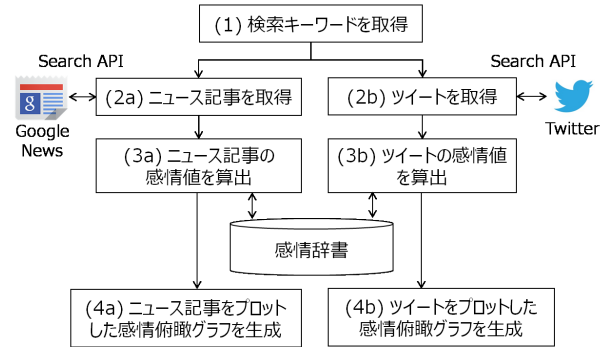 (1) 検索キーワードを取得
Search API
Search API
(2a) ニュース記事を取得
(2b) ツイートを取得
g
Google
News
Twitter
(3a) ニュース記事の
感情値を算出
(3b) ツイートの感情値
を算出
感情辞書
(4a) ニュース記事をプロット
した感情俯瞰グラフを生成
(4b) ツイートをプロットした
感情俯瞰グラフを生成